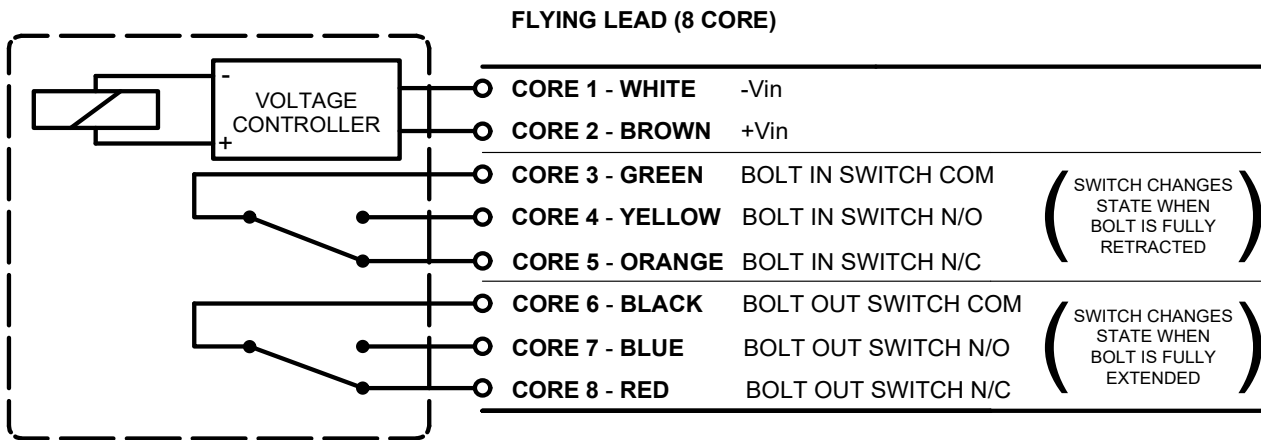 FLYING LEAD (8 CORE)
-
VOLTAGE
CONTROLLER
+
CORE 1 - WHITE -Vin
CORE 2 - BROWN +Vin
CORE 3 - GREEN BOLT IN SWITCH COM
CORE 4 - YELLOW BOLT IN SWITCH N/O
CORE 5 - ORANGE BOLT IN SWITCH N/C
(SWITCH CHANGES
STATE WHEN
BOLT IS FULLY
RETRACTED)
CORE 6 - BLACK BOLT OUT SWITCH COM
CORE 7 - BLUE BOLT OUT SWITCH N/O
CORE 8 - RED BOLT OUT SWITCH N/C
(SWITCH CHANGES
STATE WHEN
BOLT IS FULLY
EXTENDED)